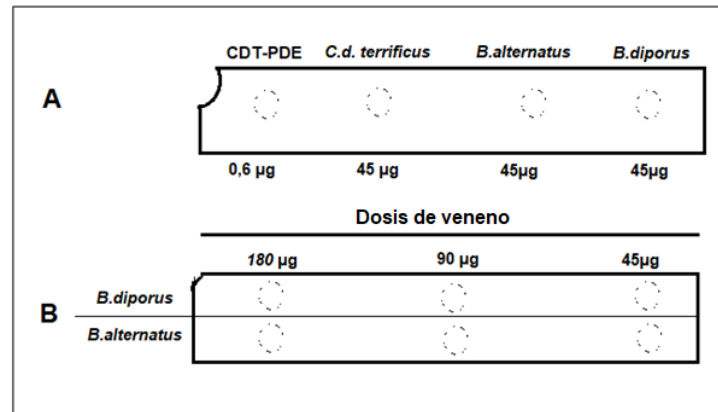 CDT-PDE C.d. terrificus B.alternatus B.diporus
A
0,6 µg 45 µg 45µg 45µg
Dosis de veneno
180 µg 90 µg 45µg
B.diporus
B
B.alternatus